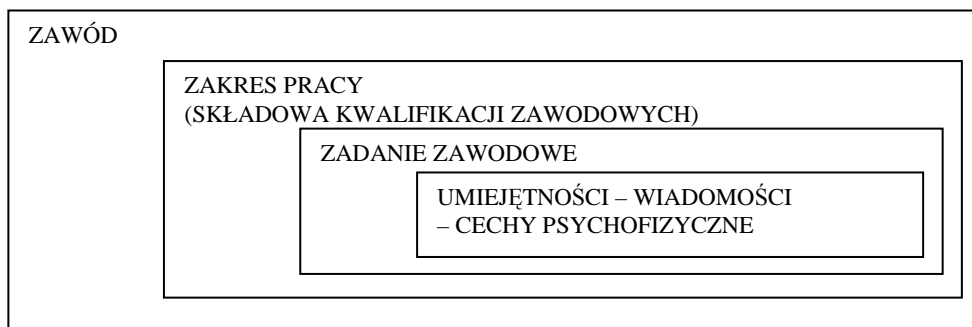 ZAWÓD
ZAKRES PRACY
(SKŁADOWA KWALIFIKACJI ZAWODOWYCH)
ZADANIE ZAWODOWE
UMIEJĘTNOŚCI – WIADOMOŚCI
– CECHY PSYCHOFIZYCZNE